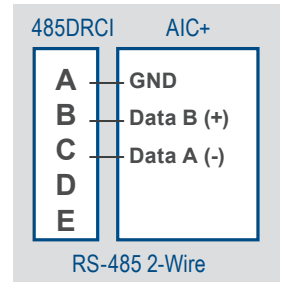 485DRCI AIC+
A GND
B Data B (+)
C Data A (-)
D
E
RS-485 2-Wire